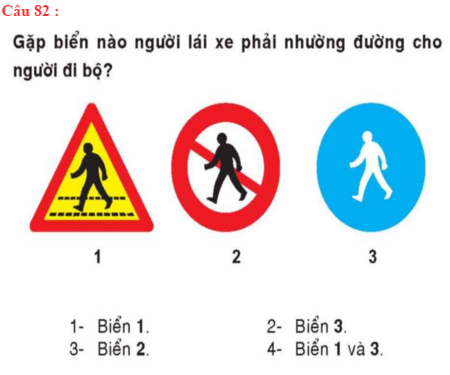 Câu 82 :
Gặp biển nào người lái xe phải nhường đường cho
người đi bộ?
1 2 3
1- Biển 1. 2- Biển 3.
3- Biển 2. 4- Biển 1 và 3.